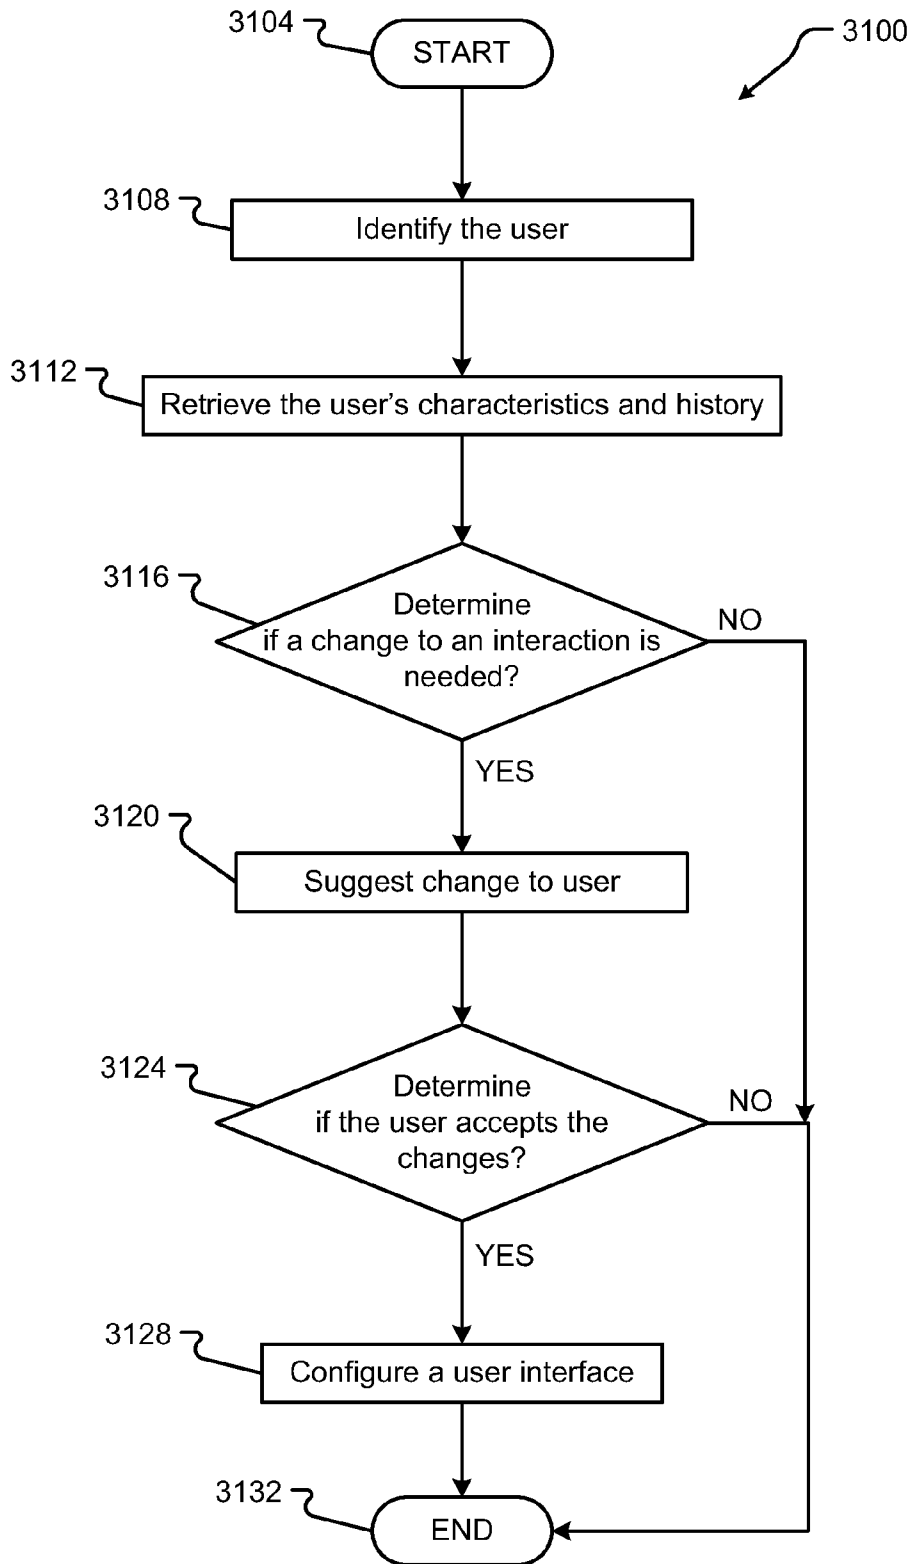 3104
START
3100
3108
Identify the user
3112
Retrieve the user's characteristics and history
3116
Determine
if a change to an interaction is
needed?
NO
YES
3120
Suggest change to user
3124
Determine
if the user accepts the
changes?
NO
YES
3128
Configure a user interface
3132
END